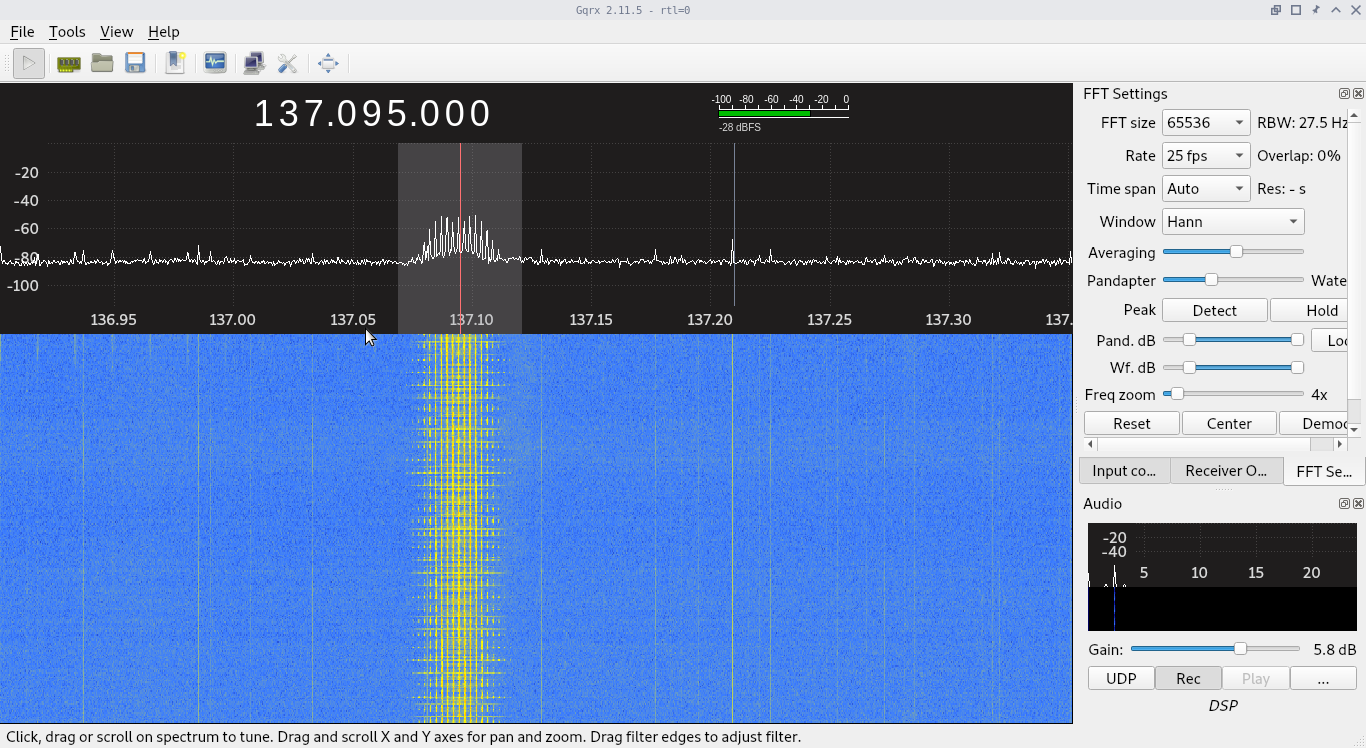 Gqrx 2.11.5 - rtl=0
File Tools View Help
137.095.000
-100 -80 -60 -40 -20 0
-28 dBFS
-20
-40
-60
-80
-100
136.95 137.00 137.05 137.10 137.15 137.20 137.25 137.30 137.
FFT Settings
FFT size 65536 RBW: 27.5 Hz
Rate 25 fps Overlap: 0%
Time span Auto Res: - s
Window Hann
Averaging
Pandapter Wate
Peak Detect Hold
Pand. dB Loc
Wf. dB
Freq zoom 4x
Reset Center Demod
Input co... Receiver O... FFT Se...
Audio
-20
-40
5 10 15 20
Gain: 5.8 dB
UDP Rec Play ...
DSP
Click, drag or scroll on spectrum to tune. Drag and scroll X and Y axes for pan and zoom. Drag filter edges to adjust filter.